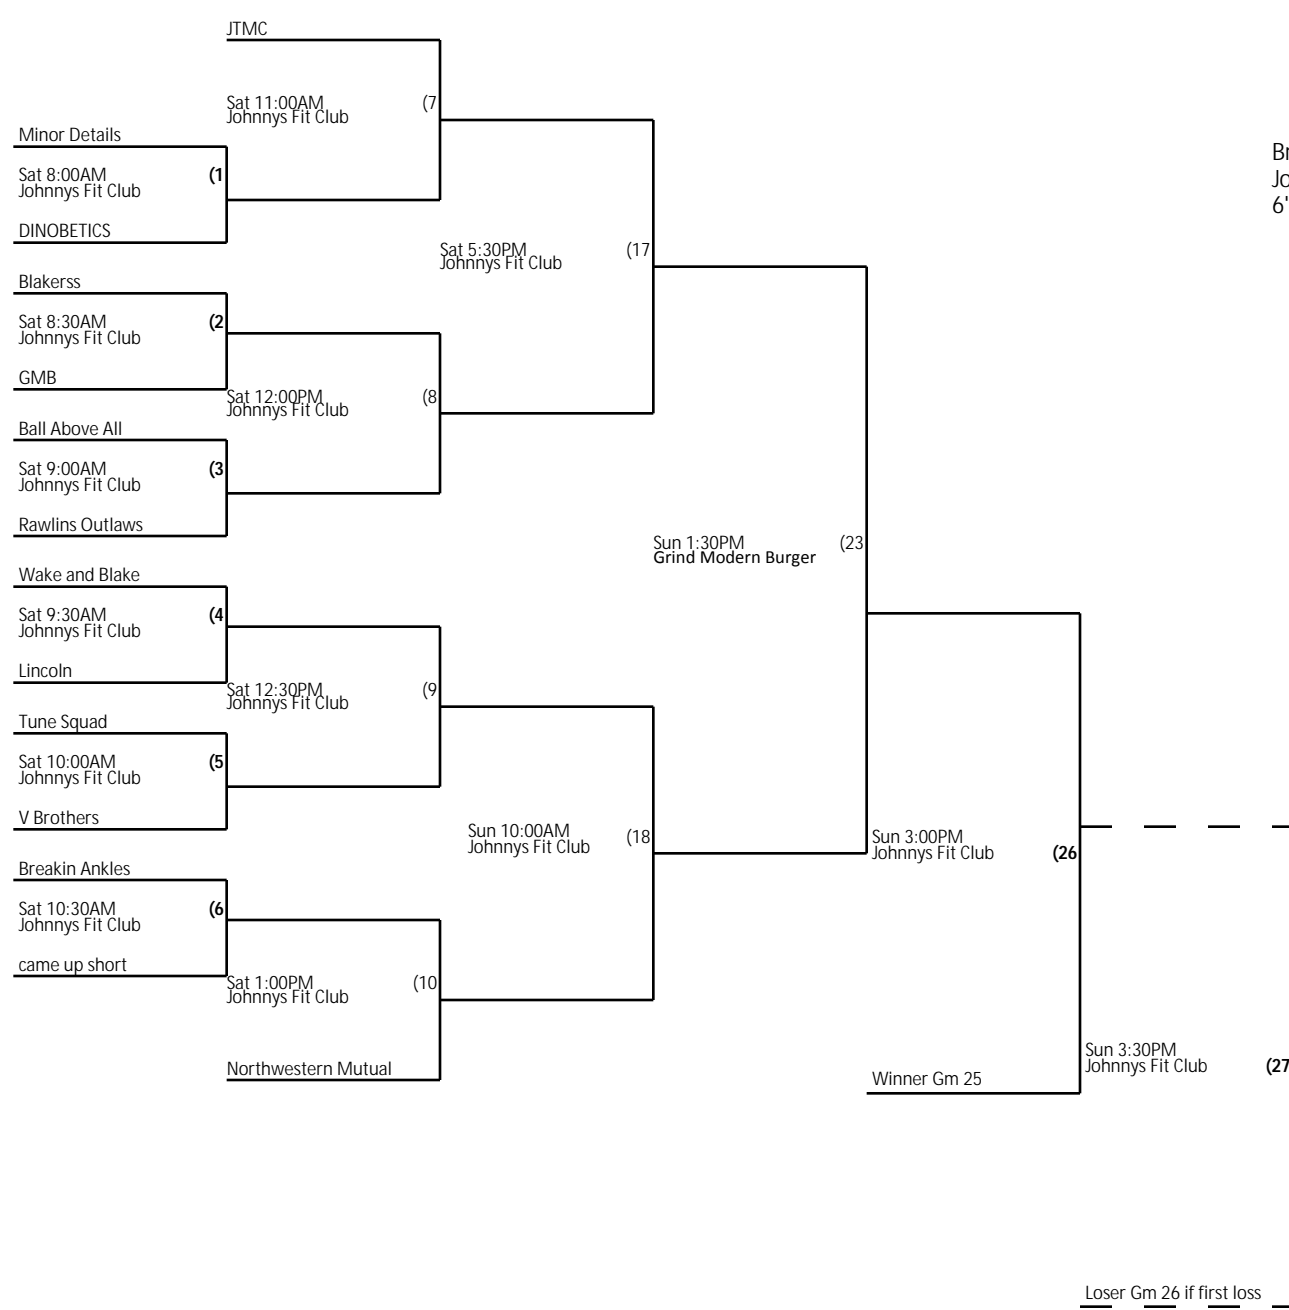 JTMC
Sat 11:00AM (7
Johnnys Fit Club
Minor Details
Sat 8:00AM (1
Johnnys Fit Club
DINOBETICS
Sat 5:30PM (17
Johnnys Fit Club
Blakerss
Sat 8:30AM (2
Johnnys Fit Club
GMB
Sat 12:00PM (8
Johnnys Fit Club
Ball Above All
Sat 9:00AM (3
Johnnys Fit Club
Rawlins Outlaws
Sun 1:30PM (23
Grind Modern Burger
Wake and Blake
Sat 9:30AM (4
Johnnys Fit Club
Lincoln
Sat 12:30PM (9
Johnnys Fit Club
Tune Squad
Sat 10:00AM (5
Johnnys Fit Club
V Brothers
Sun 10:00AM (18
Johnnys Fit Club
Sun 3:00PM
Johnnys Fit Club (26
Breakin Ankles
Sat 10:30AM (6
Johnnys Fit Club
came up short
Sat 1:00PM (10
Johnnys Fit Club
Northwestern Mutual
Sun 3:30PM
Johnnys Fit Club (27
Winner Gm 25
Loser Gm 26 if first loss